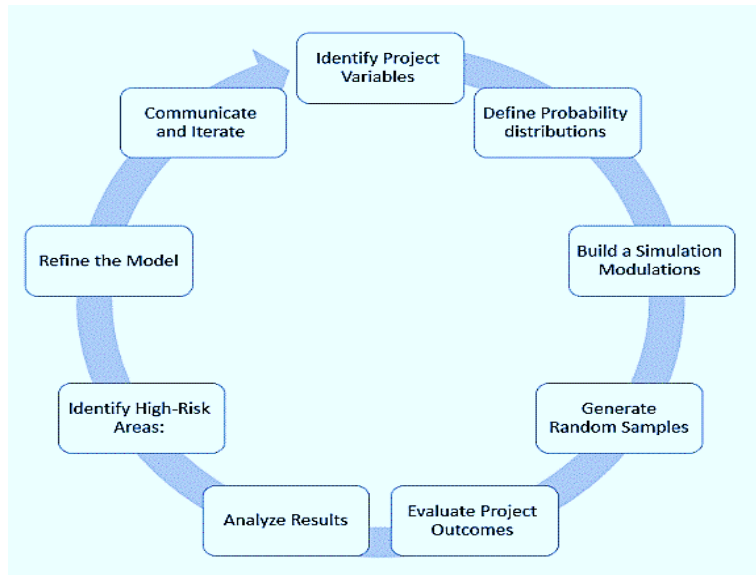 Identify Project
Variables
Define Probability
distributions
Build a Simulation
Modulations
Generate
Random Samples
Evaluate Project
Outcomes
Analyze Results
Identify High-Risk
Areas:
Refine the Model
Communicate
and Iterate